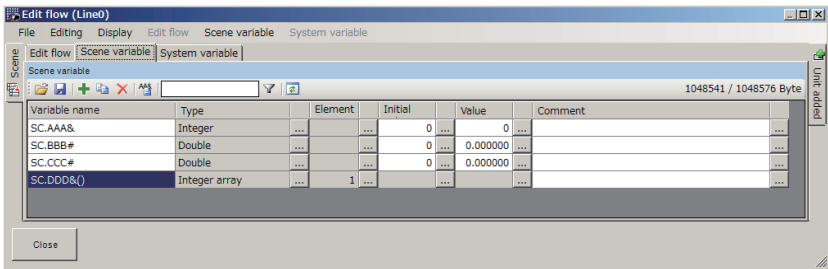 Edit flow (Line0)
File Editing Display Edit flow Scene variable System variable
Scene
Edit flow Scene variable System variable
Scene variable
1048541 / 1048576 Byte
Unit added
Variable name Type Element Initial Value Comment
SC.AAA& Integer ... ... 0 ... 0 ... ...
SC.BBB# Double ... ... 0 ... 0.000000 ... ...
SC.CCC# Double ... ... 0 ... 0.000000 ... ...
SC.DDD&() Integer array ... 1 ... ... ... ...
Close